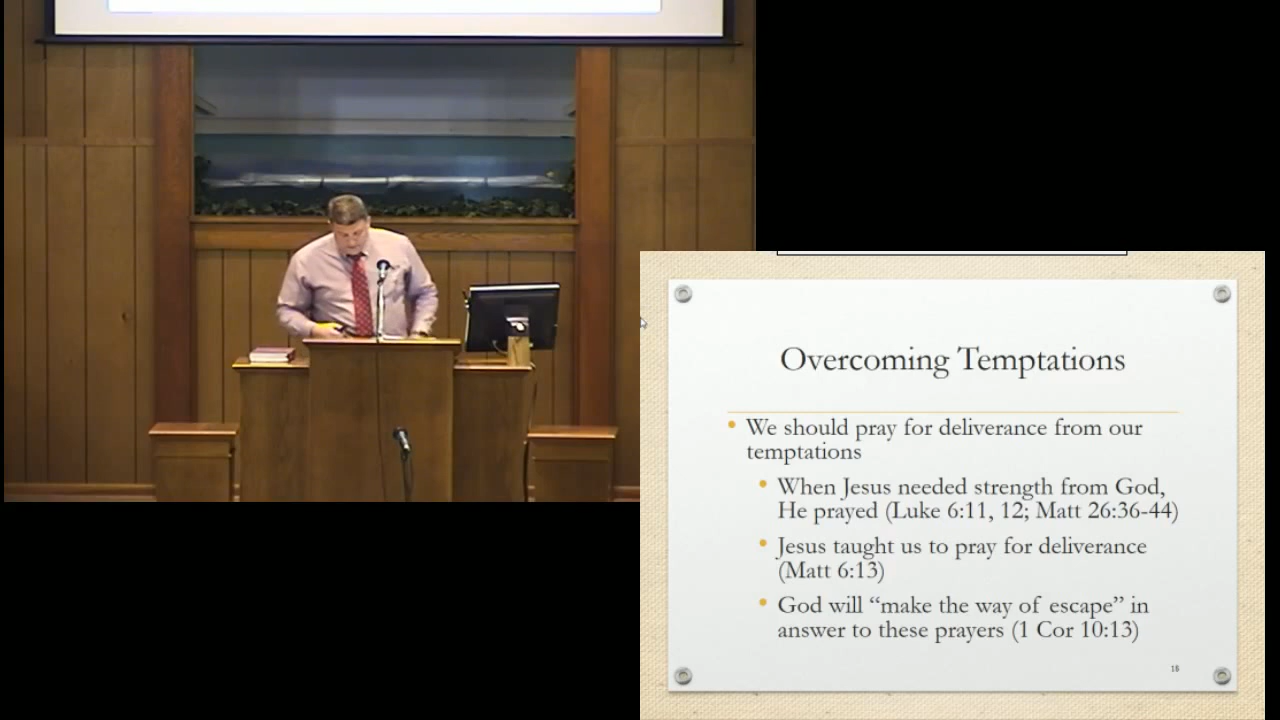 Overcoming Temptations
• We should pray for deliverance from our
temptations
• When Jesus needed strength from God,
He prayed (Luke 6:11, 12; Matt 26:36-44)
• Jesus taught us to pray for deliverance
(Matt 6:13)
• God will “make the way of escape” in
answer to these prayers (1 Cor 10:13)
18